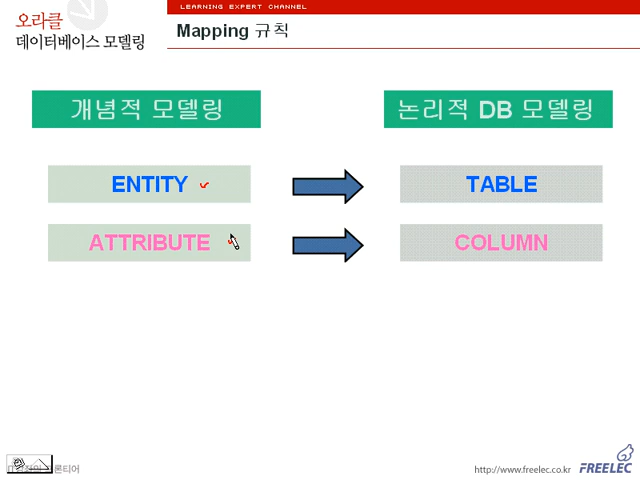 LEARNING EXPERT CHANNEL
오라클
데이터베이스 모델링
Mapping 규칙
개념적 모델링
논리적 DB 모델링
ENTITY
TABLE
ATTRIBUTE
COLUMN
http://www.freelec.co.kr
FREELEC